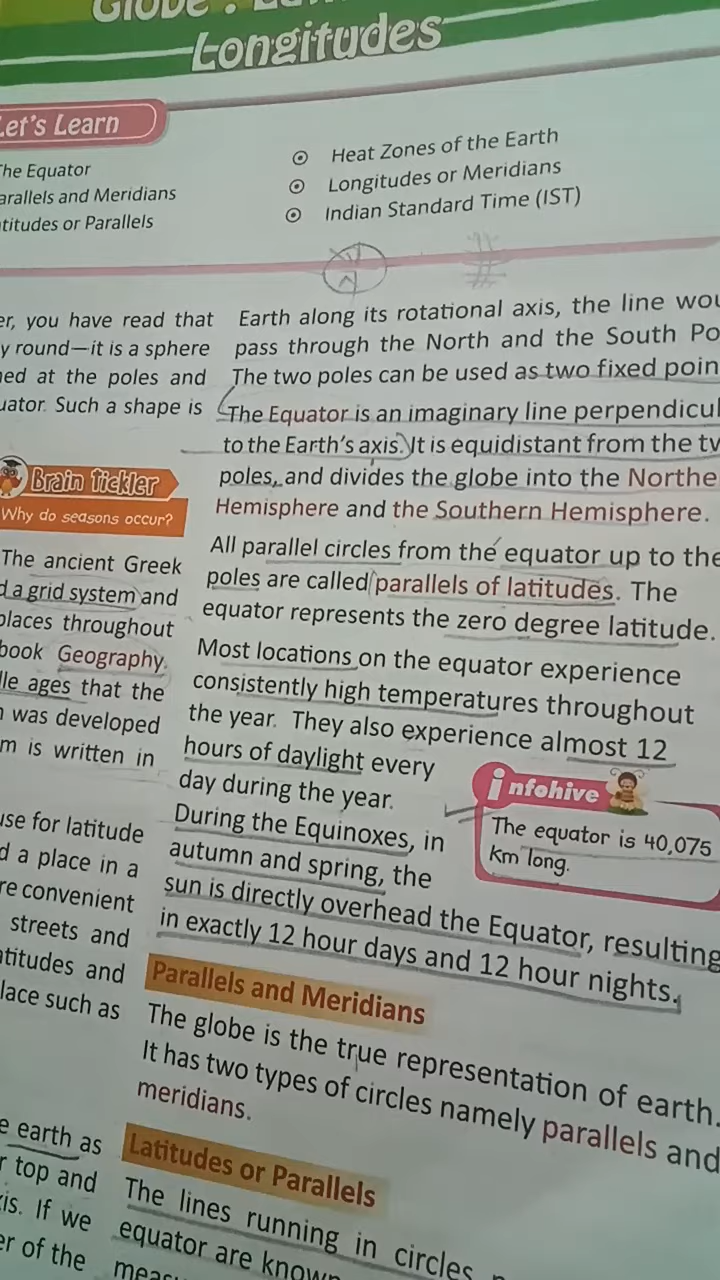 Longitudes
Let's Learn
The Equator
Parallels and Meridians
titudes or Parallels
Heat Zones of the Earth
Longitudes or Meridians
Indian Standard Time (IST)
er, you have read that
y round—it is a sphere
ned at the poles and
uator. Such a shape is
Brain Tickler
Why do seasons occur?
The ancient Greek
d a grid system and
places throughout
book Geography.
lle ages that the
n was developed
m is written in
use for latitude
d a place in a
re convenient
streets and
atitudes and
lace such as
e earth as
r top and
is. If we
er of the
Earth along its rotational axis, the line wou
pass through the North and the South Po
The two poles can be used as two fixed poin
The Equator is an imaginary line perpendicul
to the Earth's axis. It is equidistant from the tw
poles, and divides the globe into the Northe
Hemisphere and the Southern Hemisphere.
All parallel circles from the equator up to the
poles are called parallels of latitudes. The
equator represents the zero degree latitude.
Most locations on the equator experience
consistently high temperatures throughout
the year. They also experience almost 12
hours of daylight every
day during the year.
During the Equinoxes, in
autumn and spring, the
sun is directly overhead the Equator, resulting
in exactly 12 hour days and 12 hour nights.
infohive
The equator is 40,075
km long.
Parallels and Meridians
The globe is the true representation of earth.
It has two types of circles namely parallels and
meridians.
Latitudes or Parallels
The lines running in circles
equator are known